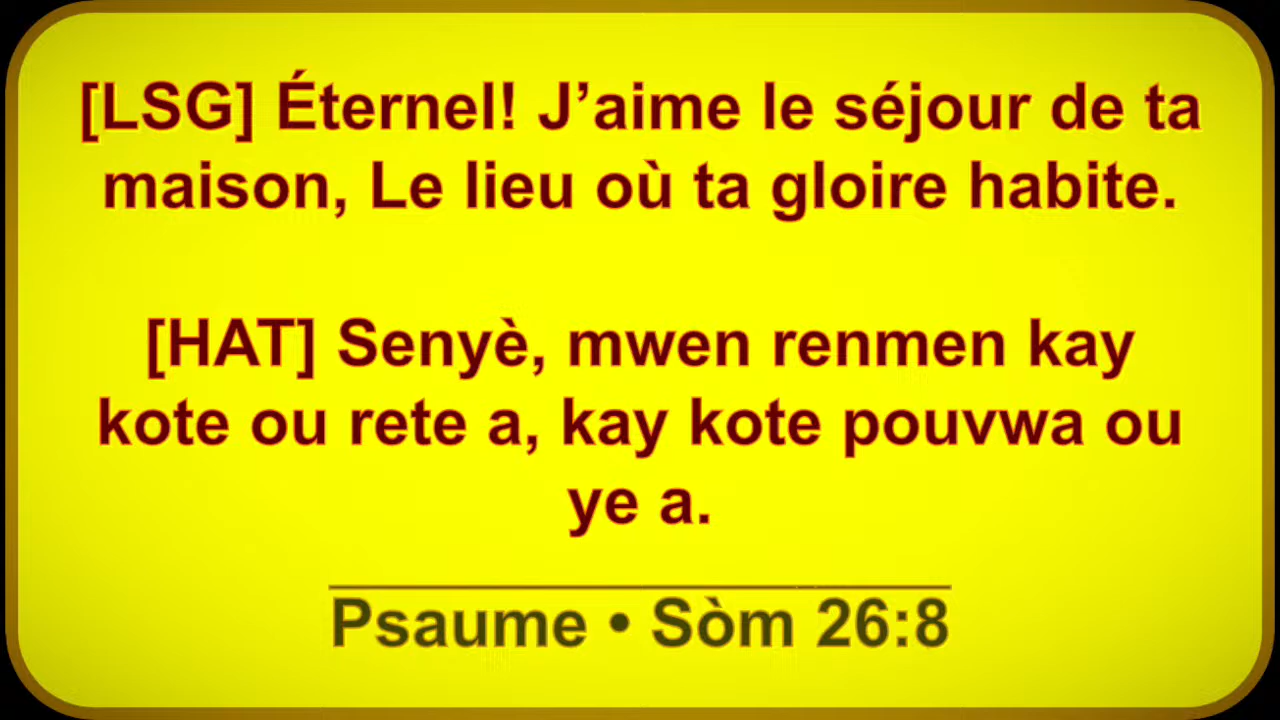 [LSG] Éternel! J’aime le séjour de ta
maison, Le lieu où ta gloire habite.
[HAT] Senyè, mwen renmen kay
kote ou rete a, kay kote pouvwa ou
ye a.
Psaume • Sòm 26:8